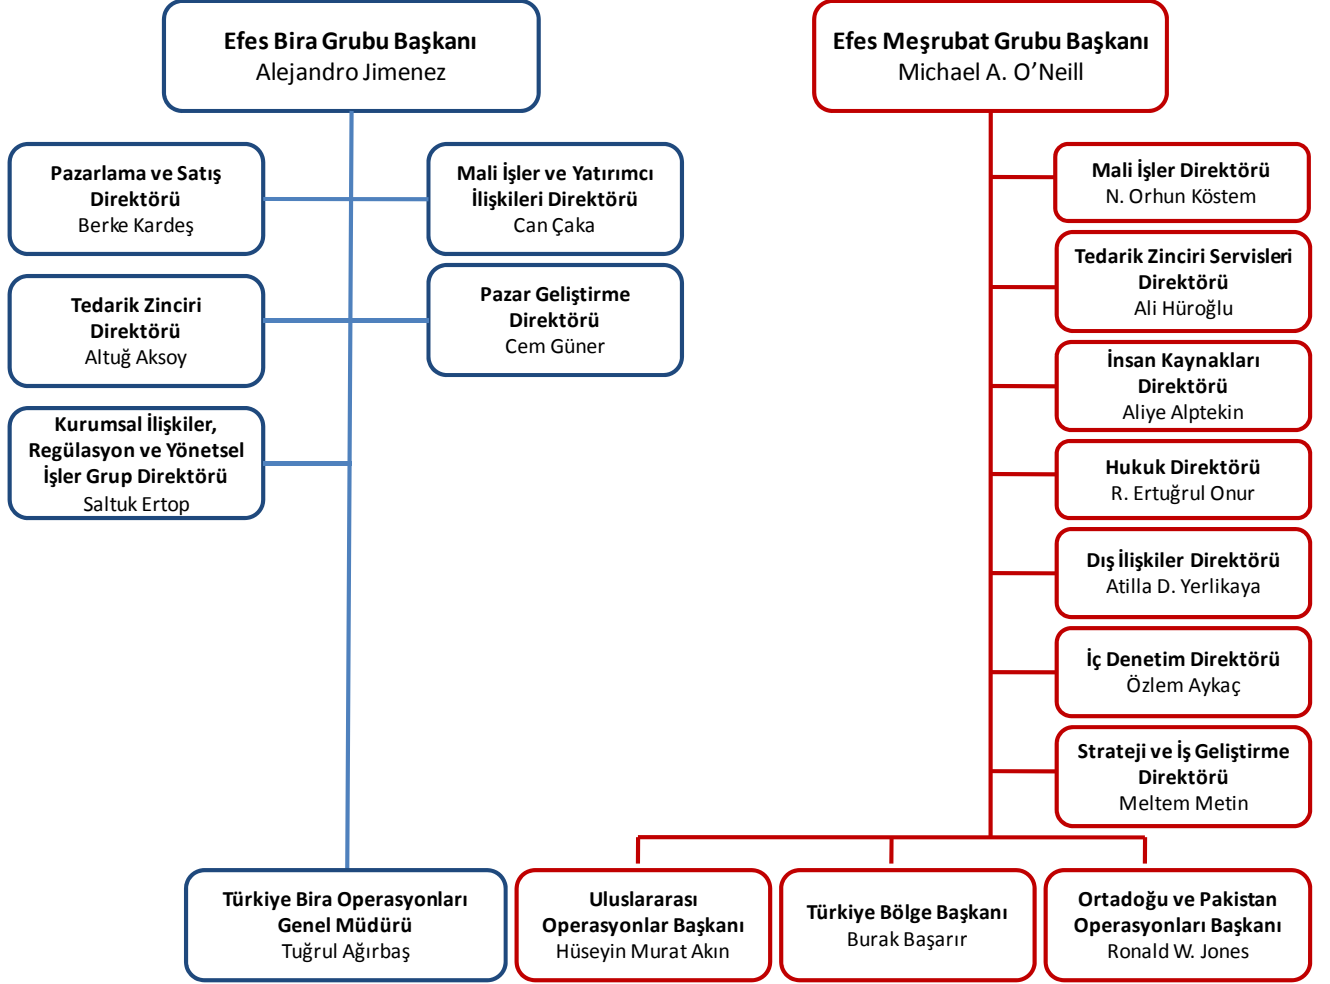 Efes Bira Grubu Başkanı
Alejandro Jimenez
Efes Meşrubat Grubu Başkanı
Michael A. O’Neill
Pazarlama ve Satış
Direktörü
Berke Kardeş
Mali İşler ve Yatırımcı
İlişkileri Direktörü
Can Çaka
Tedarik Zinciri
Direktörü
Altuğ Aksoy
Pazar Geliştirme
Direktörü
Cem Güner
Kurumsal İlişkiler,
Regülasyon ve Yönetsel
İşler Grup Direktörü
Saltuk Ertop
Mali İşler Direktörü
N. Orhun Köstem
Tedarik Zinciri Servisleri
Direktörü
Ali Hüroğlu
İnsan Kaynakları
Direktörü
Aliye Alptekin
Hukuk Direktörü
R. Ertuğrul Onur
Dış İlişkiler Direktörü
Atilla D. Yerlikaya
İç Denetim Direktörü
Özlem Aykaç
Strateji ve İş Geliştirme
Direktörü
Meltem Metin
Türkiye Bira Operasyonları
Genel Müdürü
Tuğrul Ağırbaş
Uluslararası
Operasyonlar Başkanı
Hüseyin Murat Akın
Türkiye Bölge Başkanı
Burak Başarır
Ortadoğu ve Pakistan
Operasyonları Başkanı
Ronald W. Jones